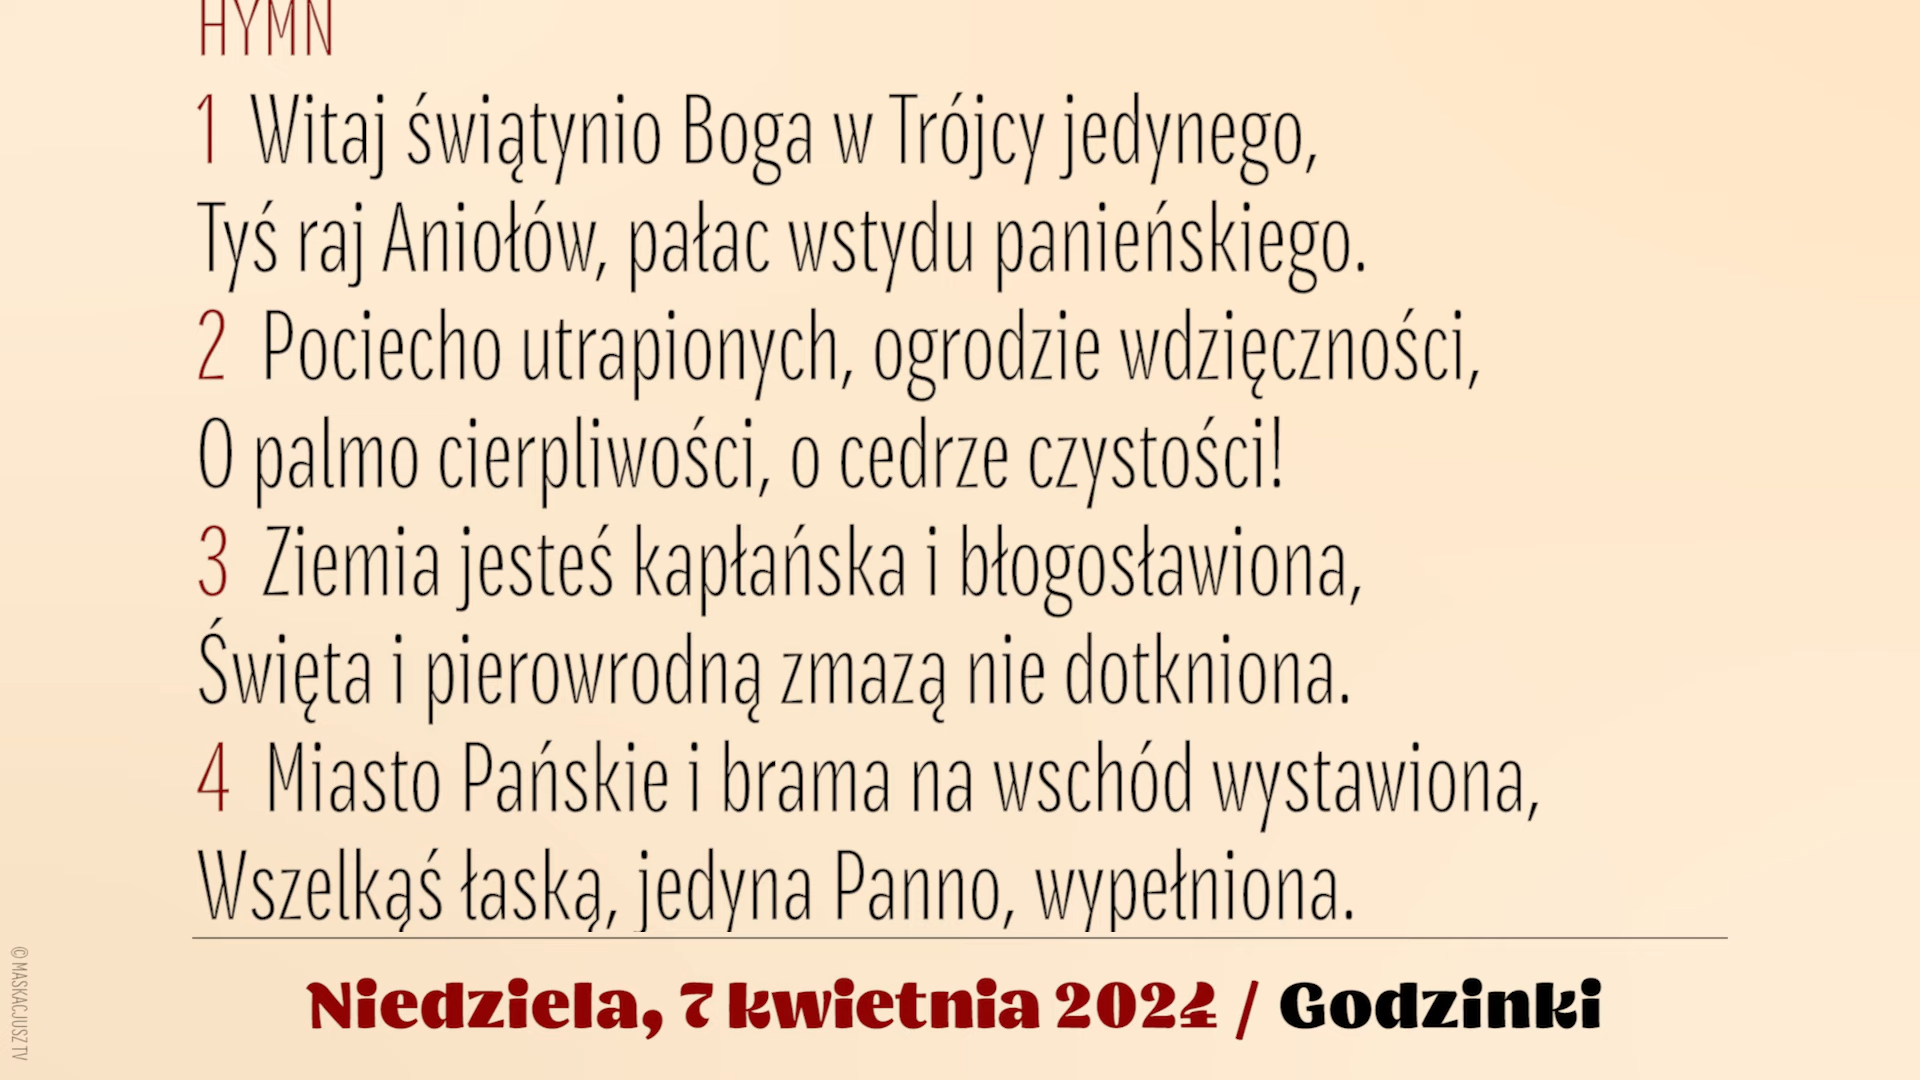 HYMN
1 Witaj świątynio Boga w Trójcy jedynego,
Tyś raj Aniołów, pałac wstydu panieńskiego.
2 Pociecho utrapionych, ogrodzie wdzięczności,
O palmo cierpliwości, o cedrze czystości!
3 Ziemia jesteś kapłańska i błogosławiona,
Święta i pierowrodną zmazą nie dotkniona.
4 Miasto Pańskie i brama na wschód wystawiona,
Wszelkąś łaską, jedyna Panno, wypełniona.
Niedziela, 7 kwietnia 2024 / Godzinki
© MASKACJUSZ TV